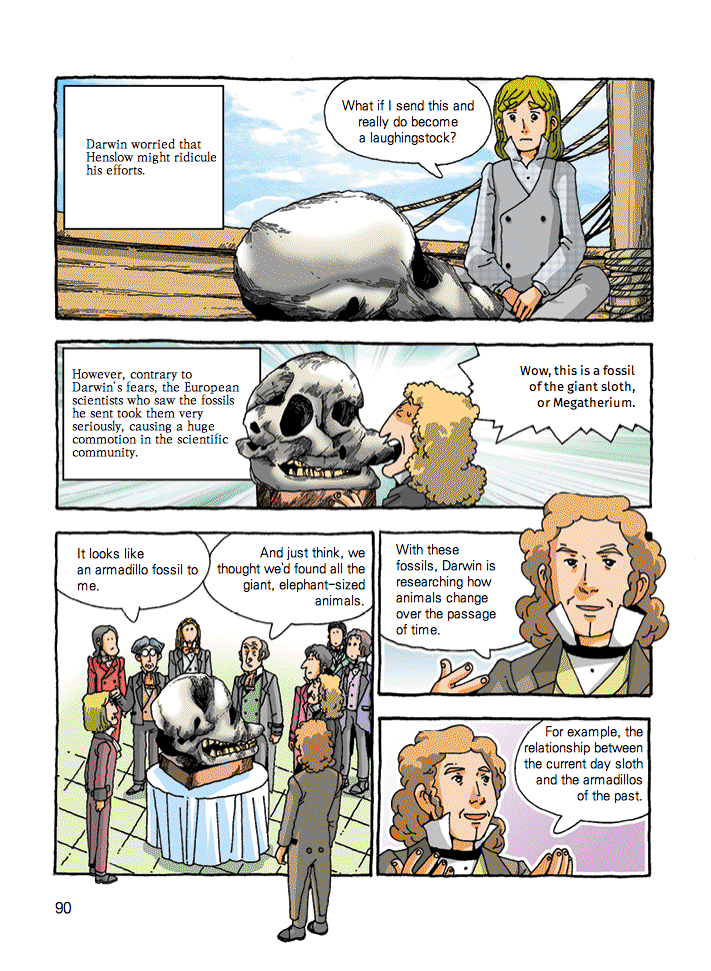 Darwin worried that
Henslow might ridicule
his efforts.
What if I send this and
really do become
a laughingstock?
However, contrary to
Darwin's fears, the European
scientists who saw the fossils
he sent took them very
seriously, causing a huge
commotion in the scientific
community.
Wow, this is a fossil
of the giant sloth,
or Megatherium.
It looks like
an armadillo fossil to
me.
And just think, we
thought we'd found all the
giant, elephant-sized
animals.
With these
fossils, Darwin is
researching how
animals change
over the passage
of time.
For example, the
relationship between
the current day sloth
and the armadillos
of the past.
90